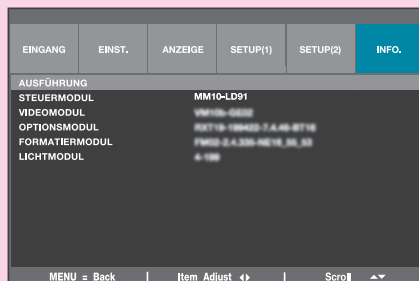 EINGANG EINST. ANZEIGE SETUP(1) SETUP(2) INFO.
AUSFÜHRUNG
STEUERMODUL MM10-LD91
VIDEOMODUL
OPTIONSMODUL
FORMATIERMODUL
LICHTMODUL
MENU = Back | Item Adjust ◂▸ | Scroll ▴▾